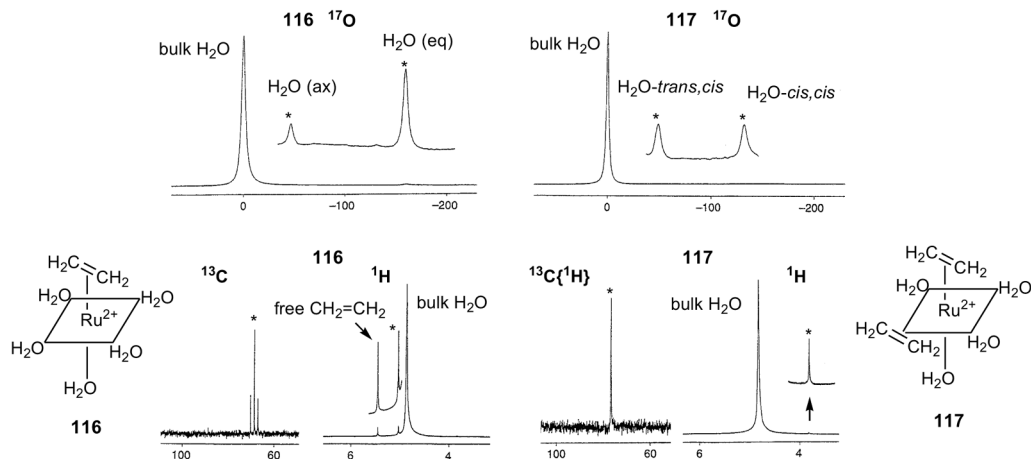 116 ¹⁷O
bulk H₂O
H₂O (ax)
*
H₂O (eq)
*
0 –100 –200
117 ¹⁷O
bulk H₂O
H₂O-trans,cis
*
H₂O-cis,cis
*
0 –100 –200
H₂C
CH₂
H₂O
H₂O
Ru²⁺
H₂O
H₂O
H₂O
116
116
¹³C
*
100 60
¹H
free CH₂=CH₂
*
bulk H₂O
6 4
117
¹³C{¹H}
*
100 60
¹H
bulk H₂O
*
6 4
H₂C
CH₂
H₂O
H₂O
Ru²⁺
H₂C
CH₂
H₂O
H₂O
117